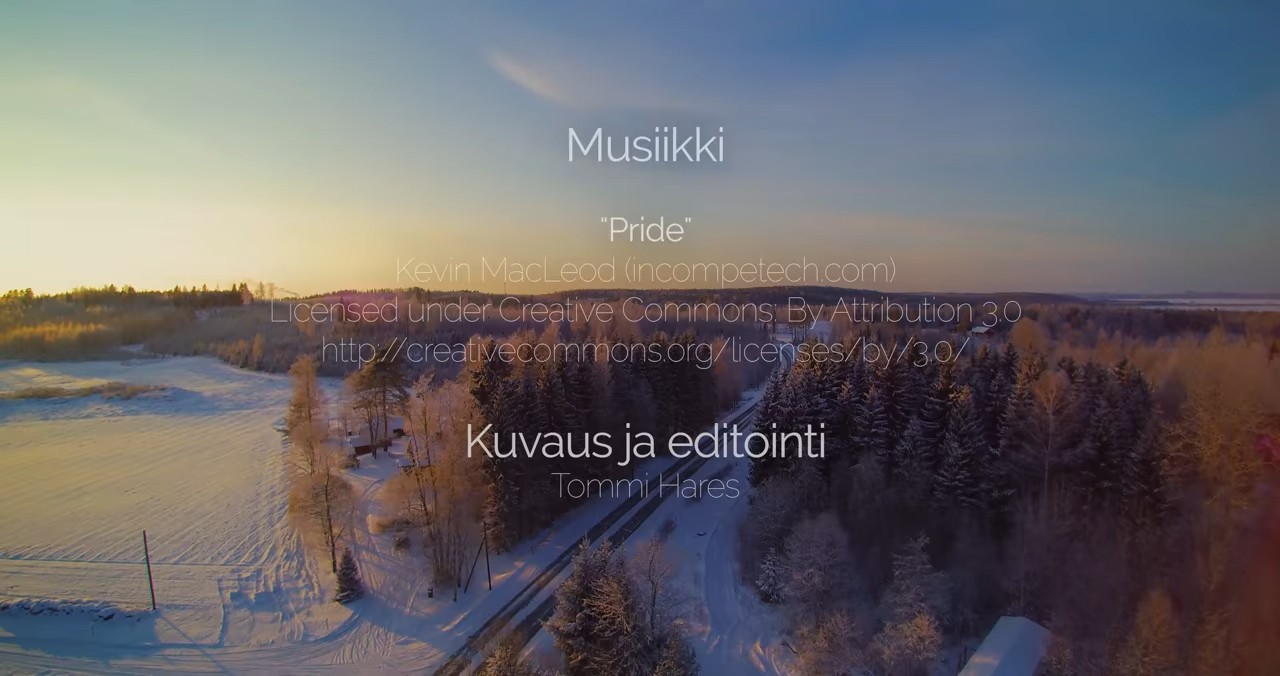 Musiikki
"Pride"
Kevin MacLeod (incompetech.com)
Licensed under Creative Commons: By Attribution 3.0
http://creativecommons.org/licenses/by/3.0/
Kuvaus ja editointi
Tommi Hares